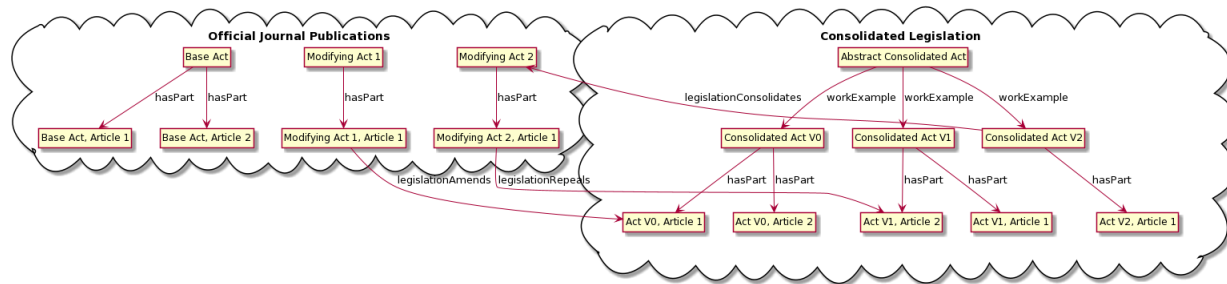 Official Journal Publications
Consolidated Legislation
Base Act
Modifying Act 1
Modifying Act 2
Abstract Consolidated Act
hasPart
hasPart
hasPart
hasPart
legislationConsolidates
workExample
workExample
workExample
Base Act, Article 1
Base Act, Article 2
Modifying Act 1, Article 1
Modifying Act 2, Article 1
Consolidated Act V0
Consolidated Act V1
Consolidated Act V2
legislationAmends
legislationRepeals
hasPart
hasPart
hasPart
hasPart
hasPart
Act V0, Article 1
Act V0, Article 2
Act V1, Article 2
Act V1, Article 1
Act V2, Article 1